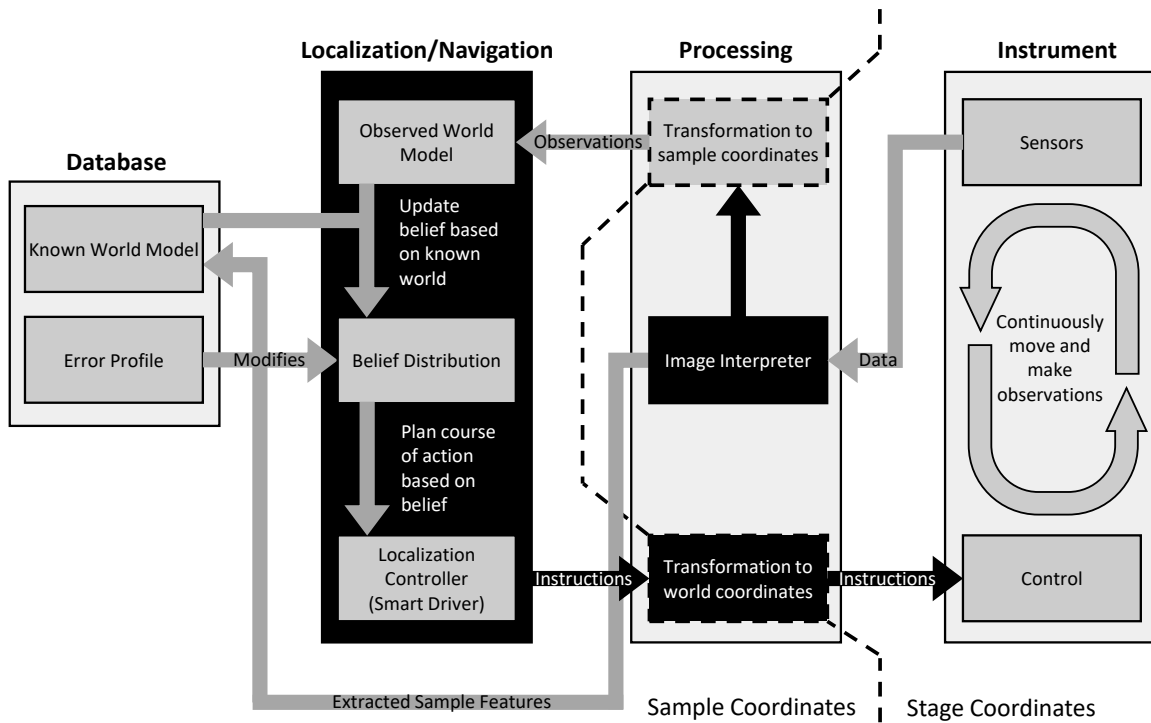 Localization/Navigation
Processing
Instrument
Database
Observed World
Model
Observations
Transformation to
sample coordinates
Sensors
Known World Model
Update
belief based
on known
world
Error Profile
Modifies
Belief Distribution
Image Interpreter
Data
Continuously
move and
make
observations
Plan course
of action
based on
belief
Localization
Controller
(Smart Driver)
Instructions
Transformation to
world coordinates
Instructions
Control
Extracted Sample Features
Sample Coordinates
Stage Coordinates